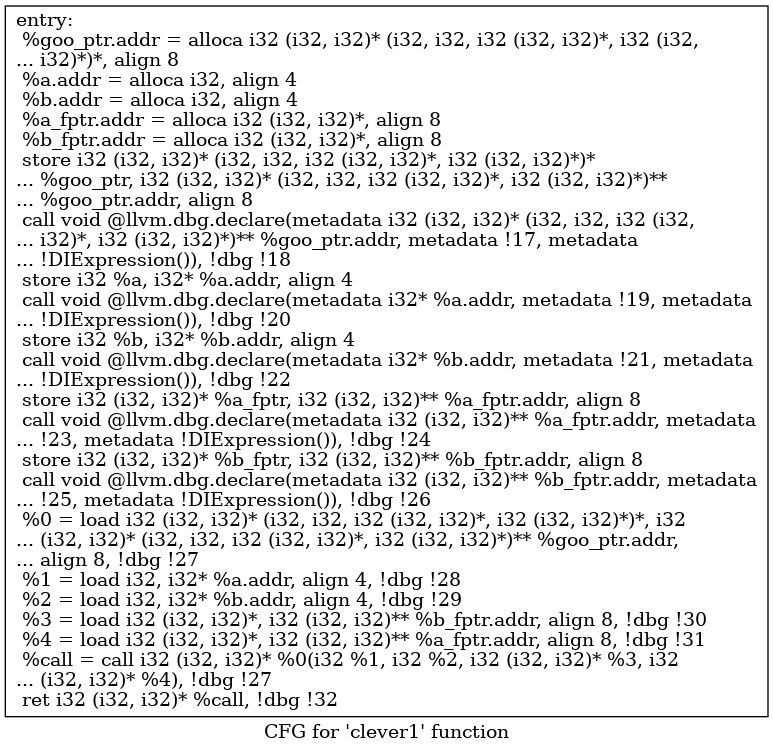 entry:
%goo_ptr.addr = alloca i32 (i32, i32)* (i32, i32, i32 (i32, i32)*, i32 (i32,
... i32)*)*, align 8
%a.addr = alloca i32, align 4
%b.addr = alloca i32, align 4
%a_fptr.addr = alloca i32 (i32, i32)*, align 8
%b_fptr.addr = alloca i32 (i32, i32)*, align 8
store i32 (i32, i32)* (i32, i32, i32 (i32, i32)*, i32 (i32, i32)*)*
... %goo_ptr, i32 (i32, i32)* (i32, i32, i32 (i32, i32)*, i32 (i32, i32)*)**
... %goo_ptr.addr, align 8
call void @llvm.dbg.declare(metadata i32 (i32, i32)* (i32, i32, i32 (i32,
... i32)*, i32 (i32, i32)*)** %goo_ptr.addr, metadata !17, metadata
... !DIExpression()), !dbg !18
store i32 %a, i32* %a.addr, align 4
call void @llvm.dbg.declare(metadata i32* %a.addr, metadata !19, metadata
... !DIExpression()), !dbg !20
store i32 %b, i32* %b.addr, align 4
call void @llvm.dbg.declare(metadata i32* %b.addr, metadata !21, metadata
... !DIExpression()), !dbg !22
store i32 (i32, i32)* %a_fptr, i32 (i32, i32)** %a_fptr.addr, align 8
call void @llvm.dbg.declare(metadata i32 (i32, i32)** %a_fptr.addr, metadata
... !23, metadata !DIExpression()), !dbg !24
store i32 (i32, i32)* %b_fptr, i32 (i32, i32)** %b_fptr.addr, align 8
call void @llvm.dbg.declare(metadata i32 (i32, i32)** %b_fptr.addr, metadata
... !25, metadata !DIExpression()), !dbg !26
%0 = load i32 (i32, i32)* (i32, i32, i32 (i32, i32)*, i32 (i32, i32)*)*, i32
... (i32, i32)* (i32, i32, i32 (i32, i32)*, i32 (i32, i32)*)** %goo_ptr.addr,
... align 8, !dbg !27
%1 = load i32, i32* %a.addr, align 4, !dbg !28
%2 = load i32, i32* %b.addr, align 4, !dbg !29
%3 = load i32 (i32, i32)*, i32 (i32, i32)** %b_fptr.addr, align 8, !dbg !30
%4 = load i32 (i32, i32)*, i32 (i32, i32)** %a_fptr.addr, align 8, !dbg !31
%call = call i32 (i32, i32)* %0(i32 %1, i32 %2, i32 (i32, i32)* %3, i32
... (i32, i32)* %4), !dbg !27
ret i32 (i32, i32)* %call, !dbg !32
CFG for 'clever1' function